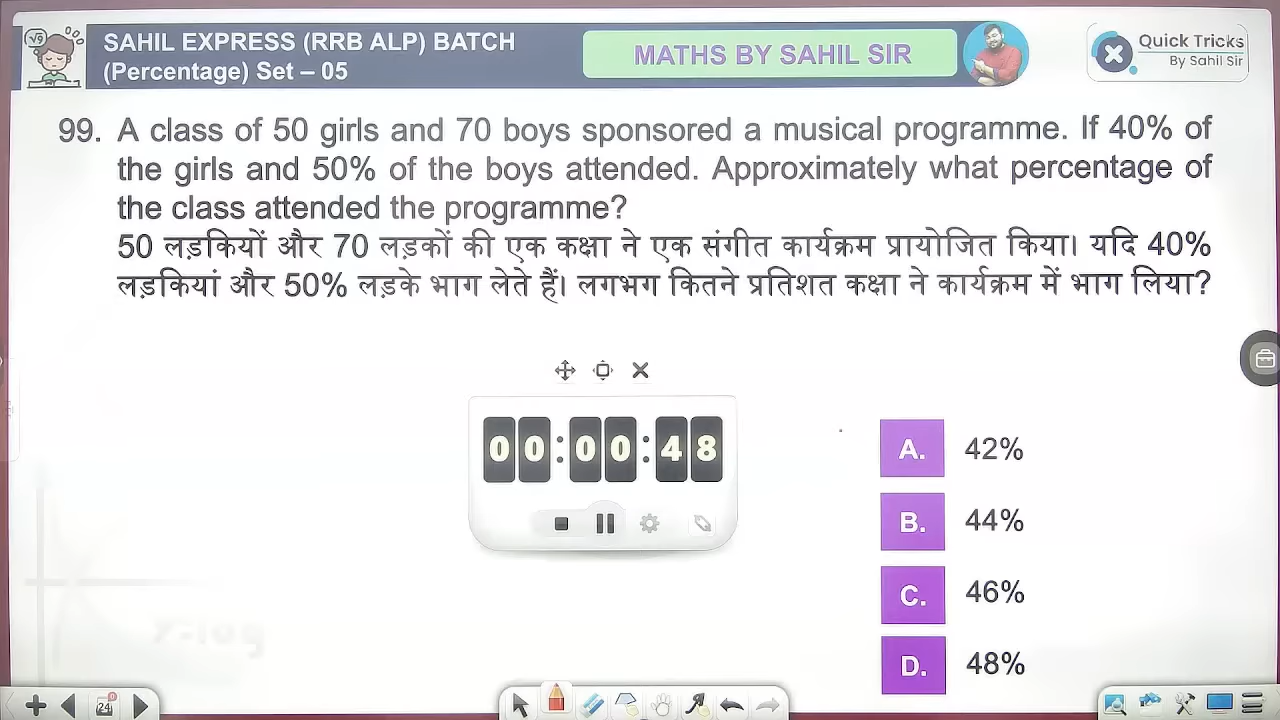 SAHIL EXPRESS (RRB ALP) BATCH
(Percentage) Set – 05
MATHS BY SAHIL SIR
Quick Tricks
By Sahil Sir
99. A class of 50 girls and 70 boys sponsored a musical programme. If 40% of
the girls and 50% of the boys attended. Approximately what percentage of
the class attended the programme?
50 लड़कियों और 70 लड़कों की एक कक्षा ने एक संगीत कार्यक्रम प्रायोजित किया। यदि 40%
लड़कियां और 50% लड़के भाग लेते हैं। लगभग कितने प्रतिशत कक्षा ने कार्यक्रम में भाग लिया?
00:00:48
A. 42%
B. 44%
C. 46%
D. 48%
24